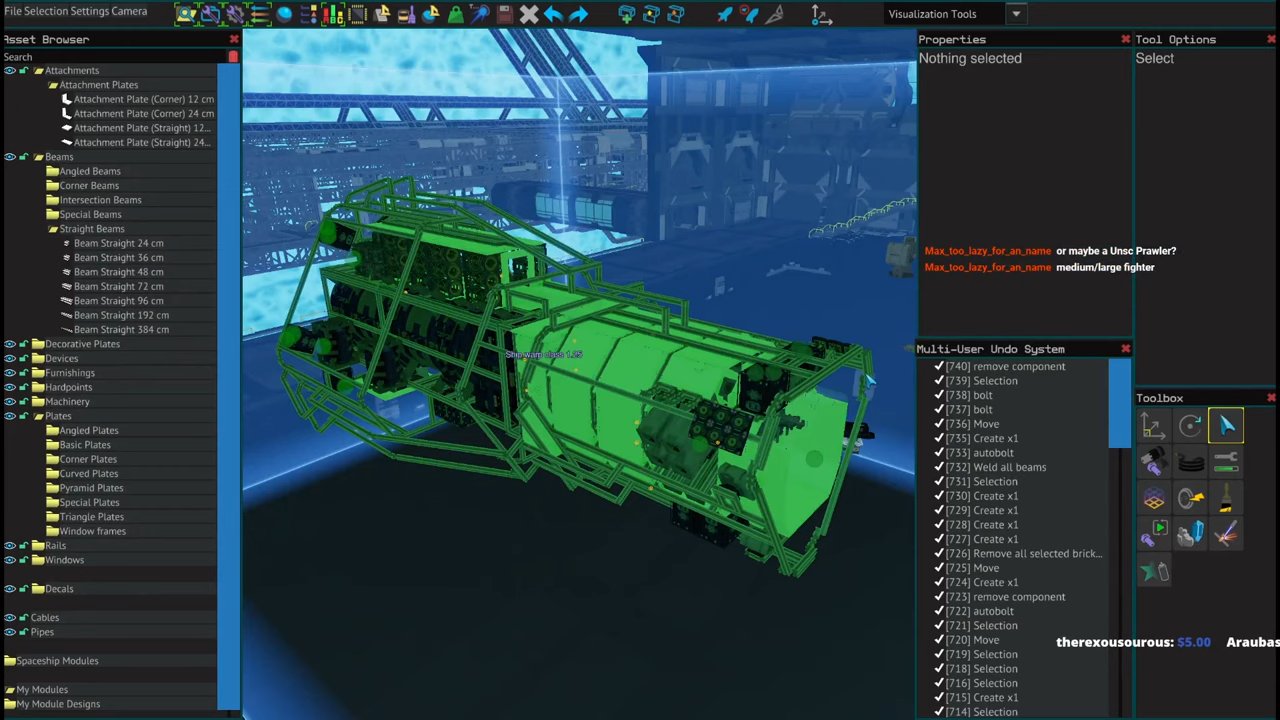 File Selection Settings Camera
Visualization Tools
Asset Browser
Search
Attachments
Attachment Plates
Attachment Plate (Corner) 12 cm
Attachment Plate (Corner) 24 cm
Attachment Plate (Straight) 12...
Attachment Plate (Straight) 24...
Beams
Angled Beams
Corner Beams
Intersection Beams
Special Beams
Straight Beams
Beam Straight 24 cm
Beam Straight 36 cm
Beam Straight 48 cm
Beam Straight 72 cm
Beam Straight 96 cm
Beam Straight 192 cm
Beam Straight 384 cm
Decorative Plates
Devices
Furnishings
Hardpoints
Machinery
Plates
Angled Plates
Basic Plates
Corner Plates
Curved Plates
Pyramid Plates
Special Plates
Triangle Plates
Window frames
Rails
Windows
Decals
Cables
Pipes
Spaceship Modules
My Modules
My Module Designs
Ship warp class 1.25
Properties
Nothing selected
Max_too_lazy_for_an_name or maybe a Unsc Prawler?
Max_too_lazy_for_an_name medium/large fighter
Multi-User Undo System
[740] remove component
[739] Selection
[738] bolt
[737] bolt
[736] Move
[735] Create x1
[733] autobolt
[732] Weld all beams
[731] Selection
[730] Create x1
[729] Create x1
[728] Create x1
[727] Create x1
[726] Remove all selected brick...
[725] Move
[724] Create x1
[723] remove component
[722] autobolt
[721] Selection
[720] Move
[719] Selection
[718] Selection
[716] Selection
[715] Create x1
[714] Selection
Tool Options
Select
Toolbox
therexousourous: $5.00 Araubas